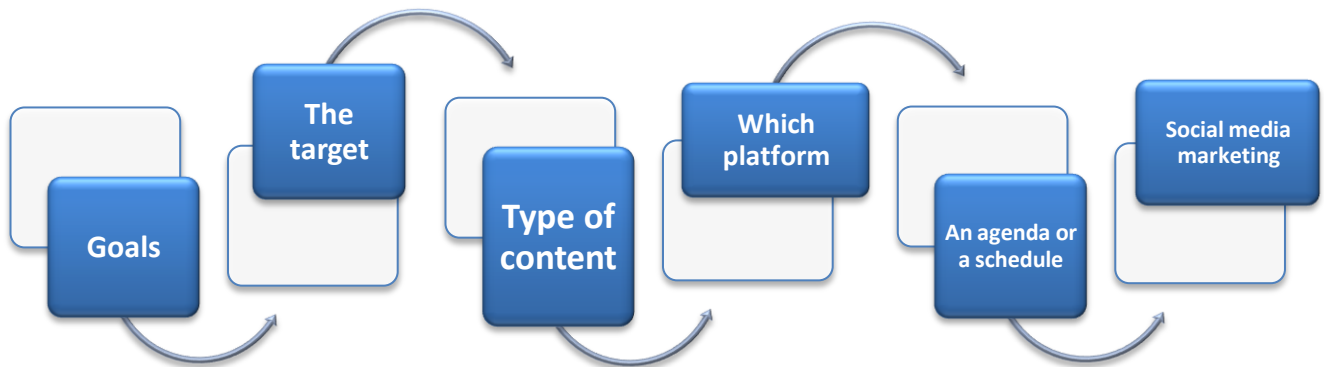 Goals
The
target
Type of
content
Which
platform
An agenda or
a schedule
Social media
marketing